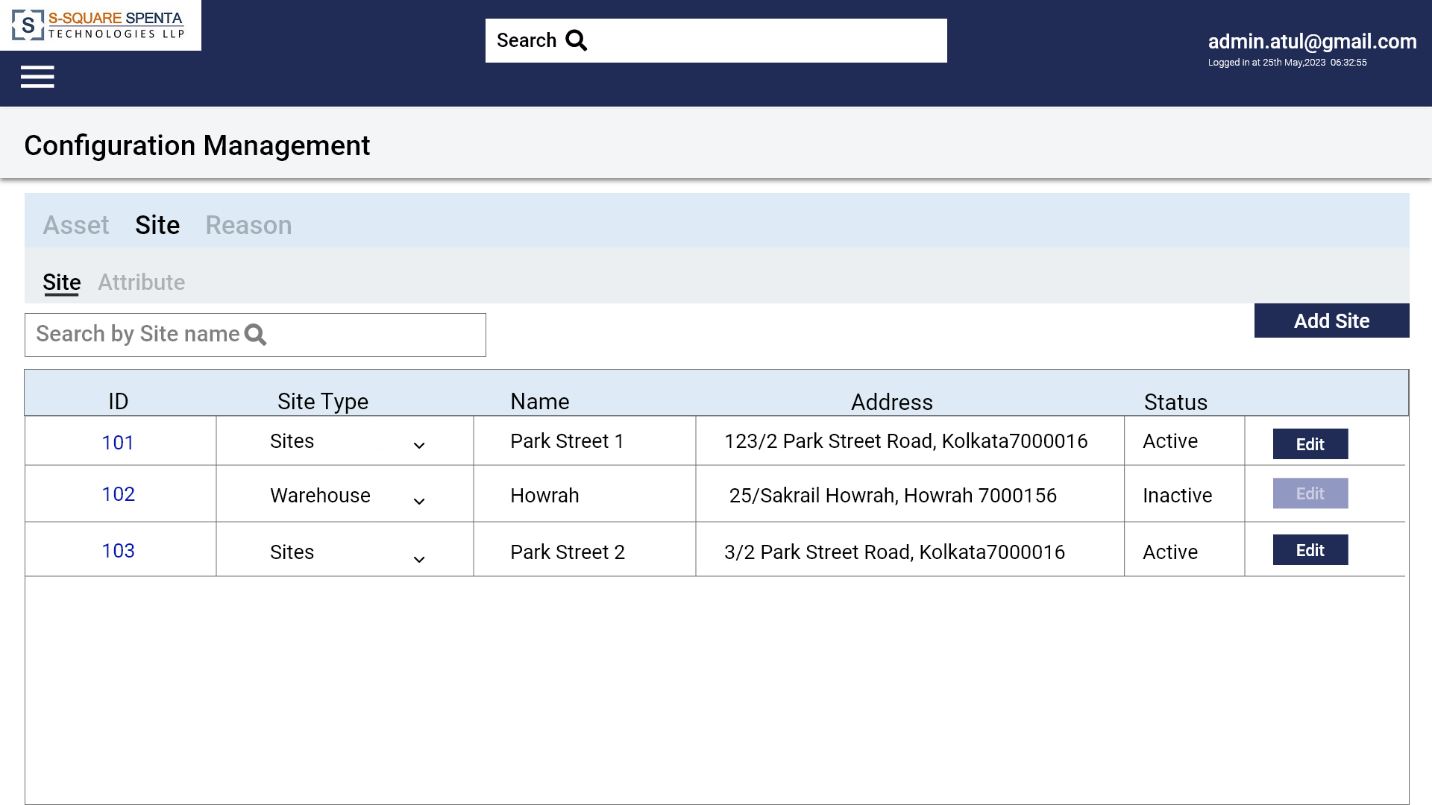 S-SQUARE SPENTA
TECHNOLOGIES LLP
Search
admin.atul@gmail.com
Logged in at 25th May,2023 06:32:55
Configuration Management
Asset Site Reason
Site Attribute
Search by Site name
Add Site
ID Site Type Name Address Status
101 Sites Park Street 1 123/2 Park Street Road, Kolkata7000016 Active Edit
102 Warehouse Howrah 25/Sakrail Howrah, Howrah 7000156 Inactive Edit
103 Sites Park Street 2 3/2 Park Street Road, Kolkata7000016 Active Edit